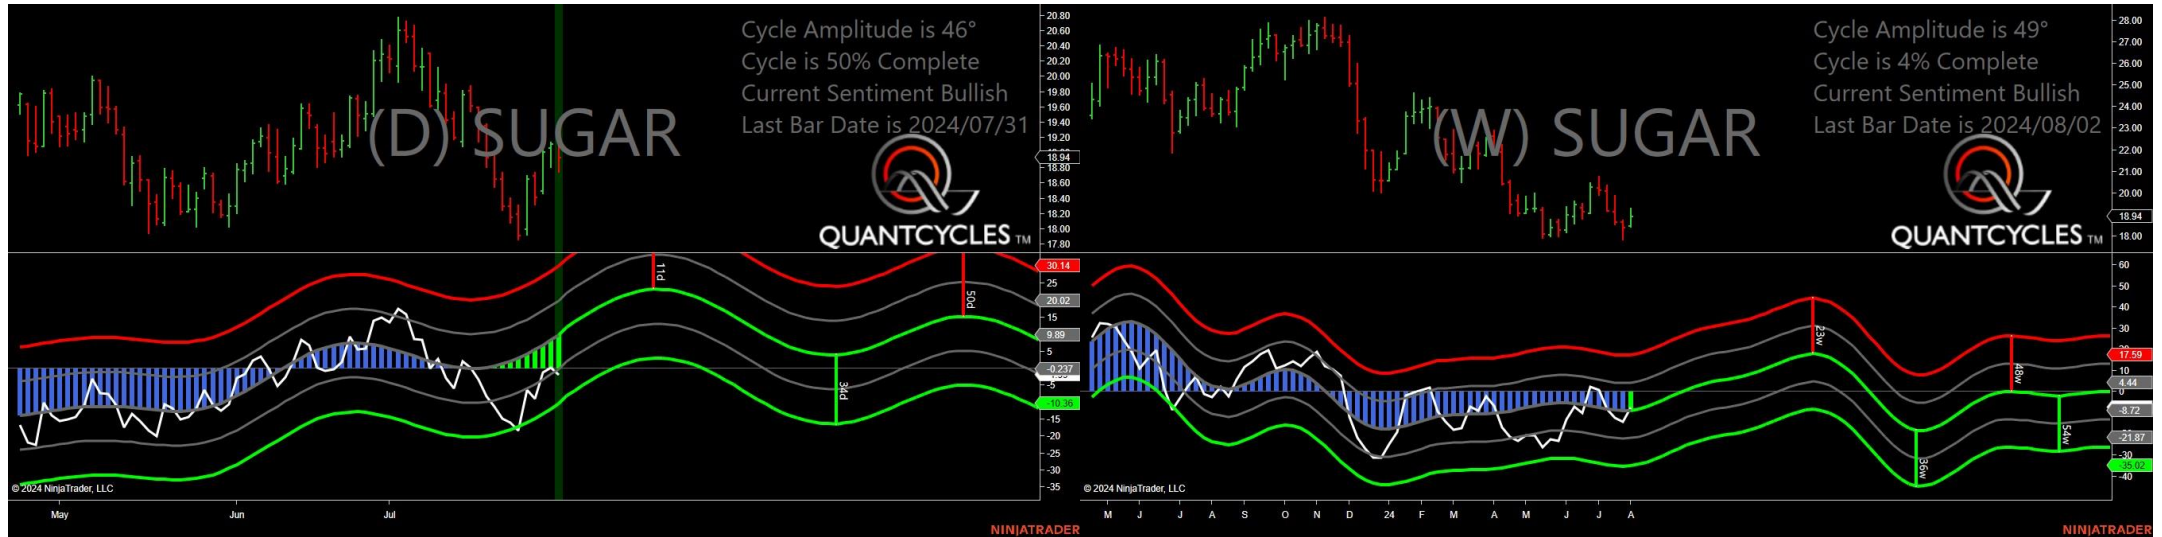 Cycle Amplitude is 46°
Cycle is 50% Complete
Current Sentiment Bullish
Last Bar Date is 2024/07/31
(D) SUGAR
QUANTCYCLES TM
20.80
20.60
20.40
20.20
20.00
19.80
19.60
19.40
19.20
18.94
18.80
18.60
18.40
18.20
18.00
17.80
11d
34d
50d
30.14
25
20.02
15
9.89
5
-0.237
-5
-10.36
-15
-20
-25
-30
-35
© 2024 NinjaTrader, LLC
May Jun Jul
NINJATRADER
Cycle Amplitude is 49°
Cycle is 4% Complete
Current Sentiment Bullish
Last Bar Date is 2024/08/02
(W) SUGAR
QUANTCYCLES TM
28.00
27.00
26.00
25.00
24.00
23.00
22.00
21.00
20.00
18.94
18.00
23w
36w
48w
54w
60
50
40
30
17.59
10
4.44
0
-8.72
-21.87
-30
-35.02
-40
© 2024 NinjaTrader, LLC
M J J A S O N D 24 F M A M J J A
NINJATRADER